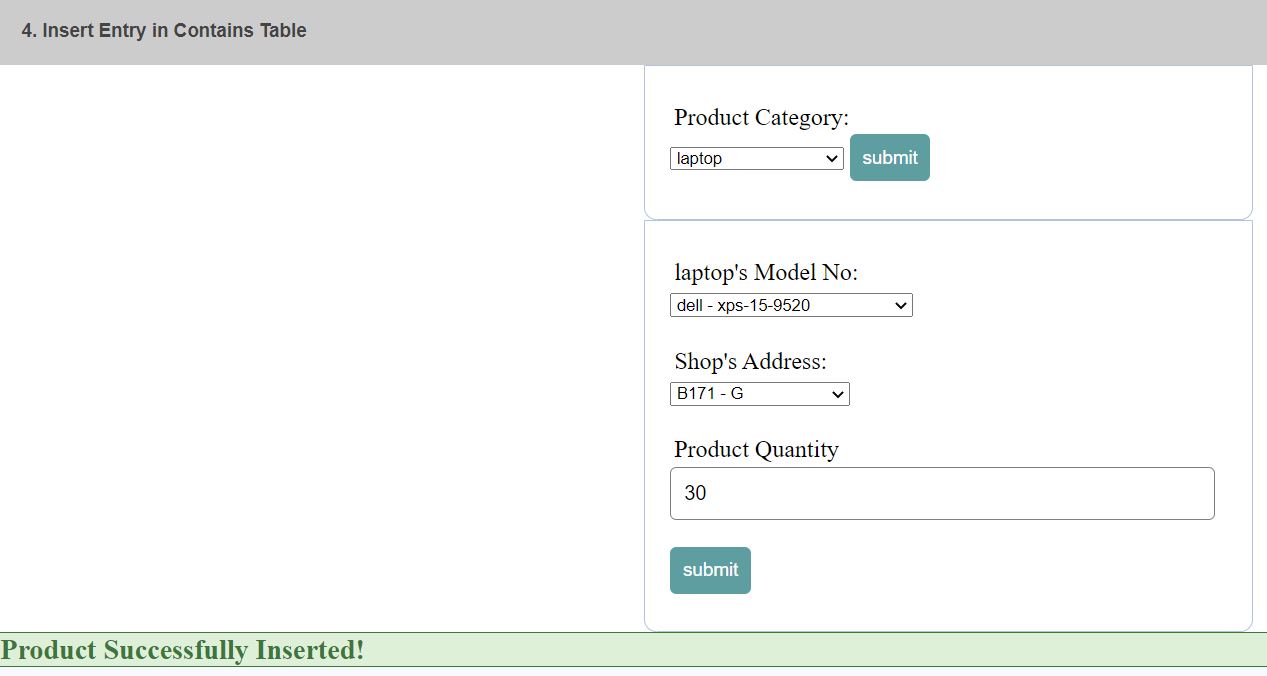 4. Insert Entry in Contains Table
Product Category:
laptop submit
laptop's Model No:
dell - xps-15-9520
Shop's Address:
B171 - G
Product Quantity
30
submit
Product Successfully Inserted!